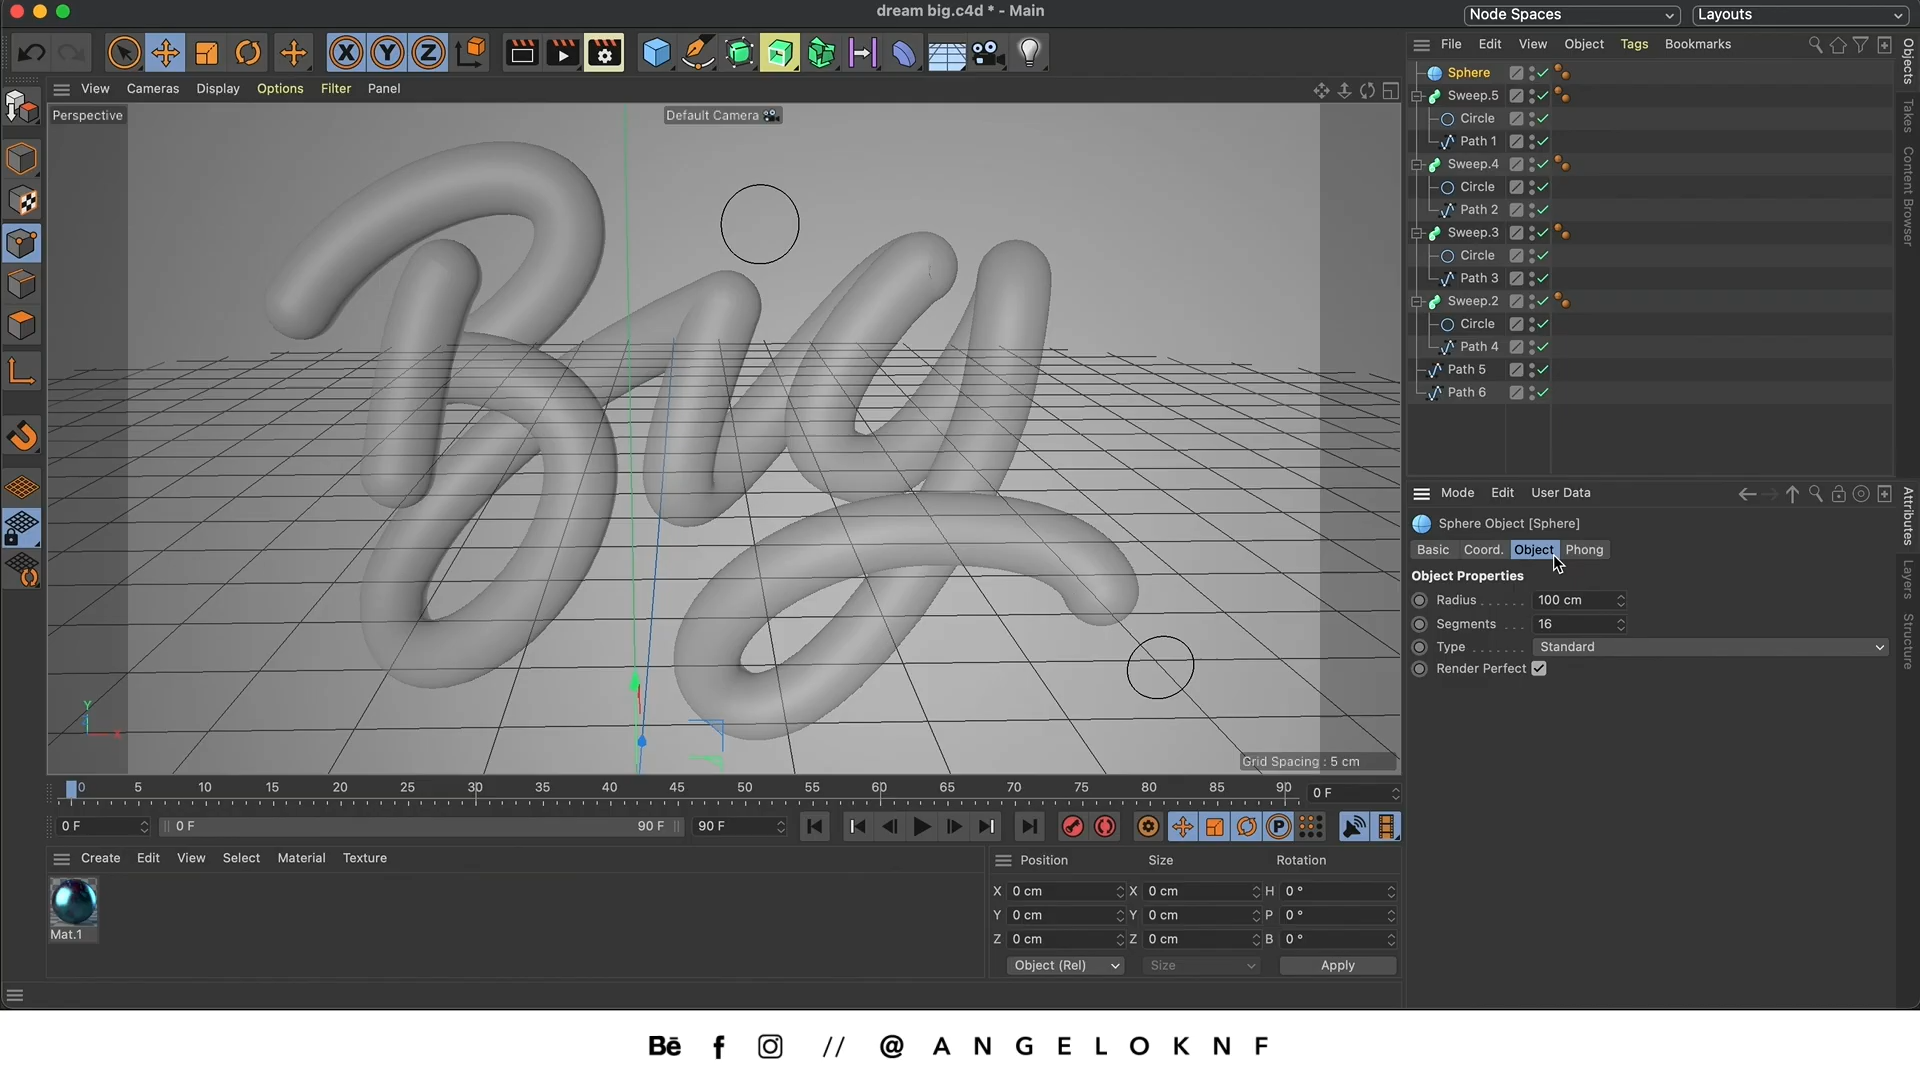 dream big.c4d * - Main
Node Spaces
Layouts
File Edit View Object Tags Bookmarks
View Cameras Display Options Filter Panel
Perspective
Default Camera
Big
Grid Spacing : 5 cm
Y
X
Sphere
Sweep.5
Circle
Path 1
Sweep.4
Circle
Path 2
Sweep.3
Circle
Path 3
Sweep.2
Circle
Path 4
Path 5
Path 6
Objects
Takes
Content Browser
Mode Edit User Data
Sphere Object [Sphere]
Basic Coord. Object Phong
Object Properties
Radius 100 cm
Segments 16
Type Standard
Render Perfect
Attributes
Layers
Structure
0 5 10 15 20 25 30 35 40 45 50 55 60 65 70 75 80 85 90 0 F
0 F 0 F 90 F 90 F
Create Edit View Select Material Texture
Mat.1
Position Size Rotation
X 0 cm X 0 cm H 0 °
Y 0 cm Y 0 cm P 0 °
Z 0 cm Z 0 cm B 0 °
Object (Rel) Size Apply
Bē f // @ANGELOKNF